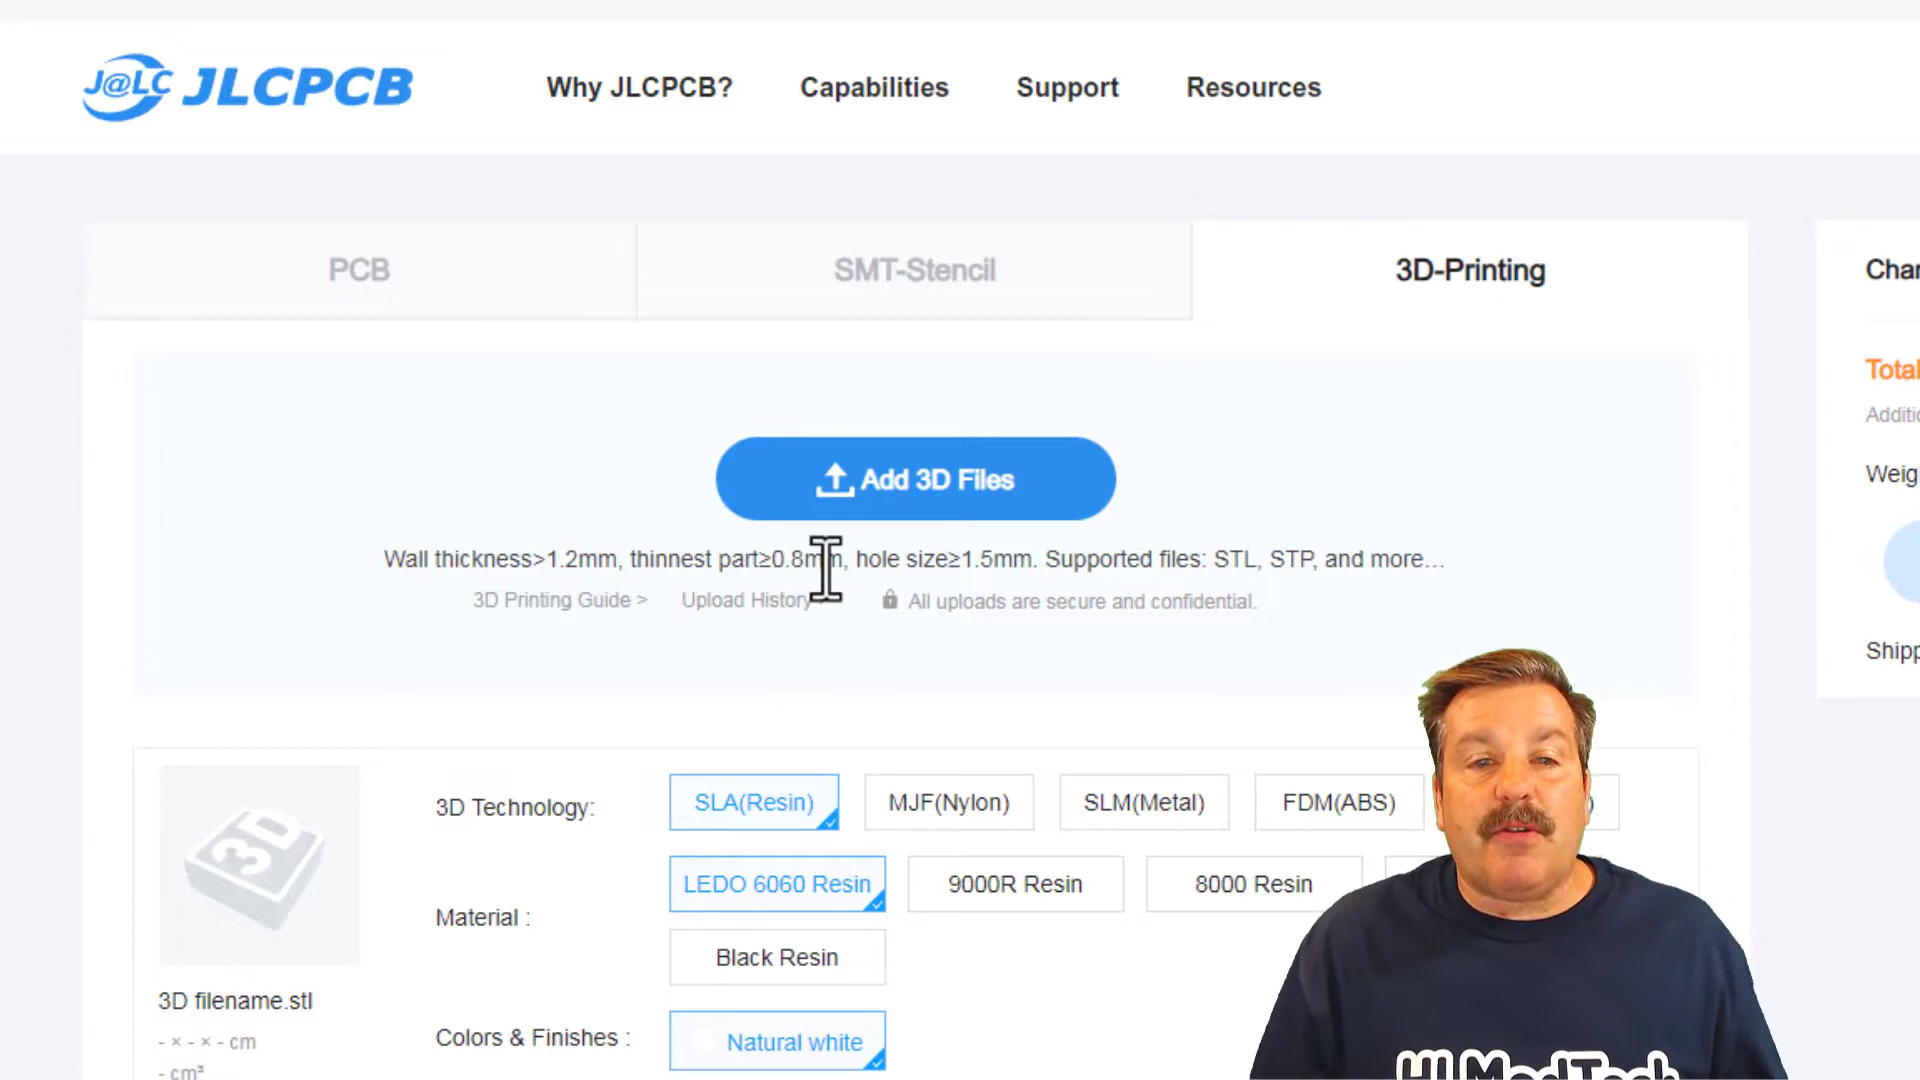 J@LC JLCPCB
Why JLCPCB? Capabilities Support Resources
PCB SMT-Stencil 3D-Printing
Add 3D Files
Wall thickness>1.2mm, thinnest part≥0.8mm, hole size≥1.5mm. Supported files: STL, STP, and more...
3D Printing Guide > Upload History
All uploads are secure and confidential.
Total
3D
3D filename.stl
- × - × - cm
- cm³
3D Technology: SLA(Resin) MJF(Nylon) SLM(Metal) FDM(ABS)
Material : LEDO 6060 Resin 9000R Resin 8000 Resin
Black Resin
Colors & Finishes : Natural white